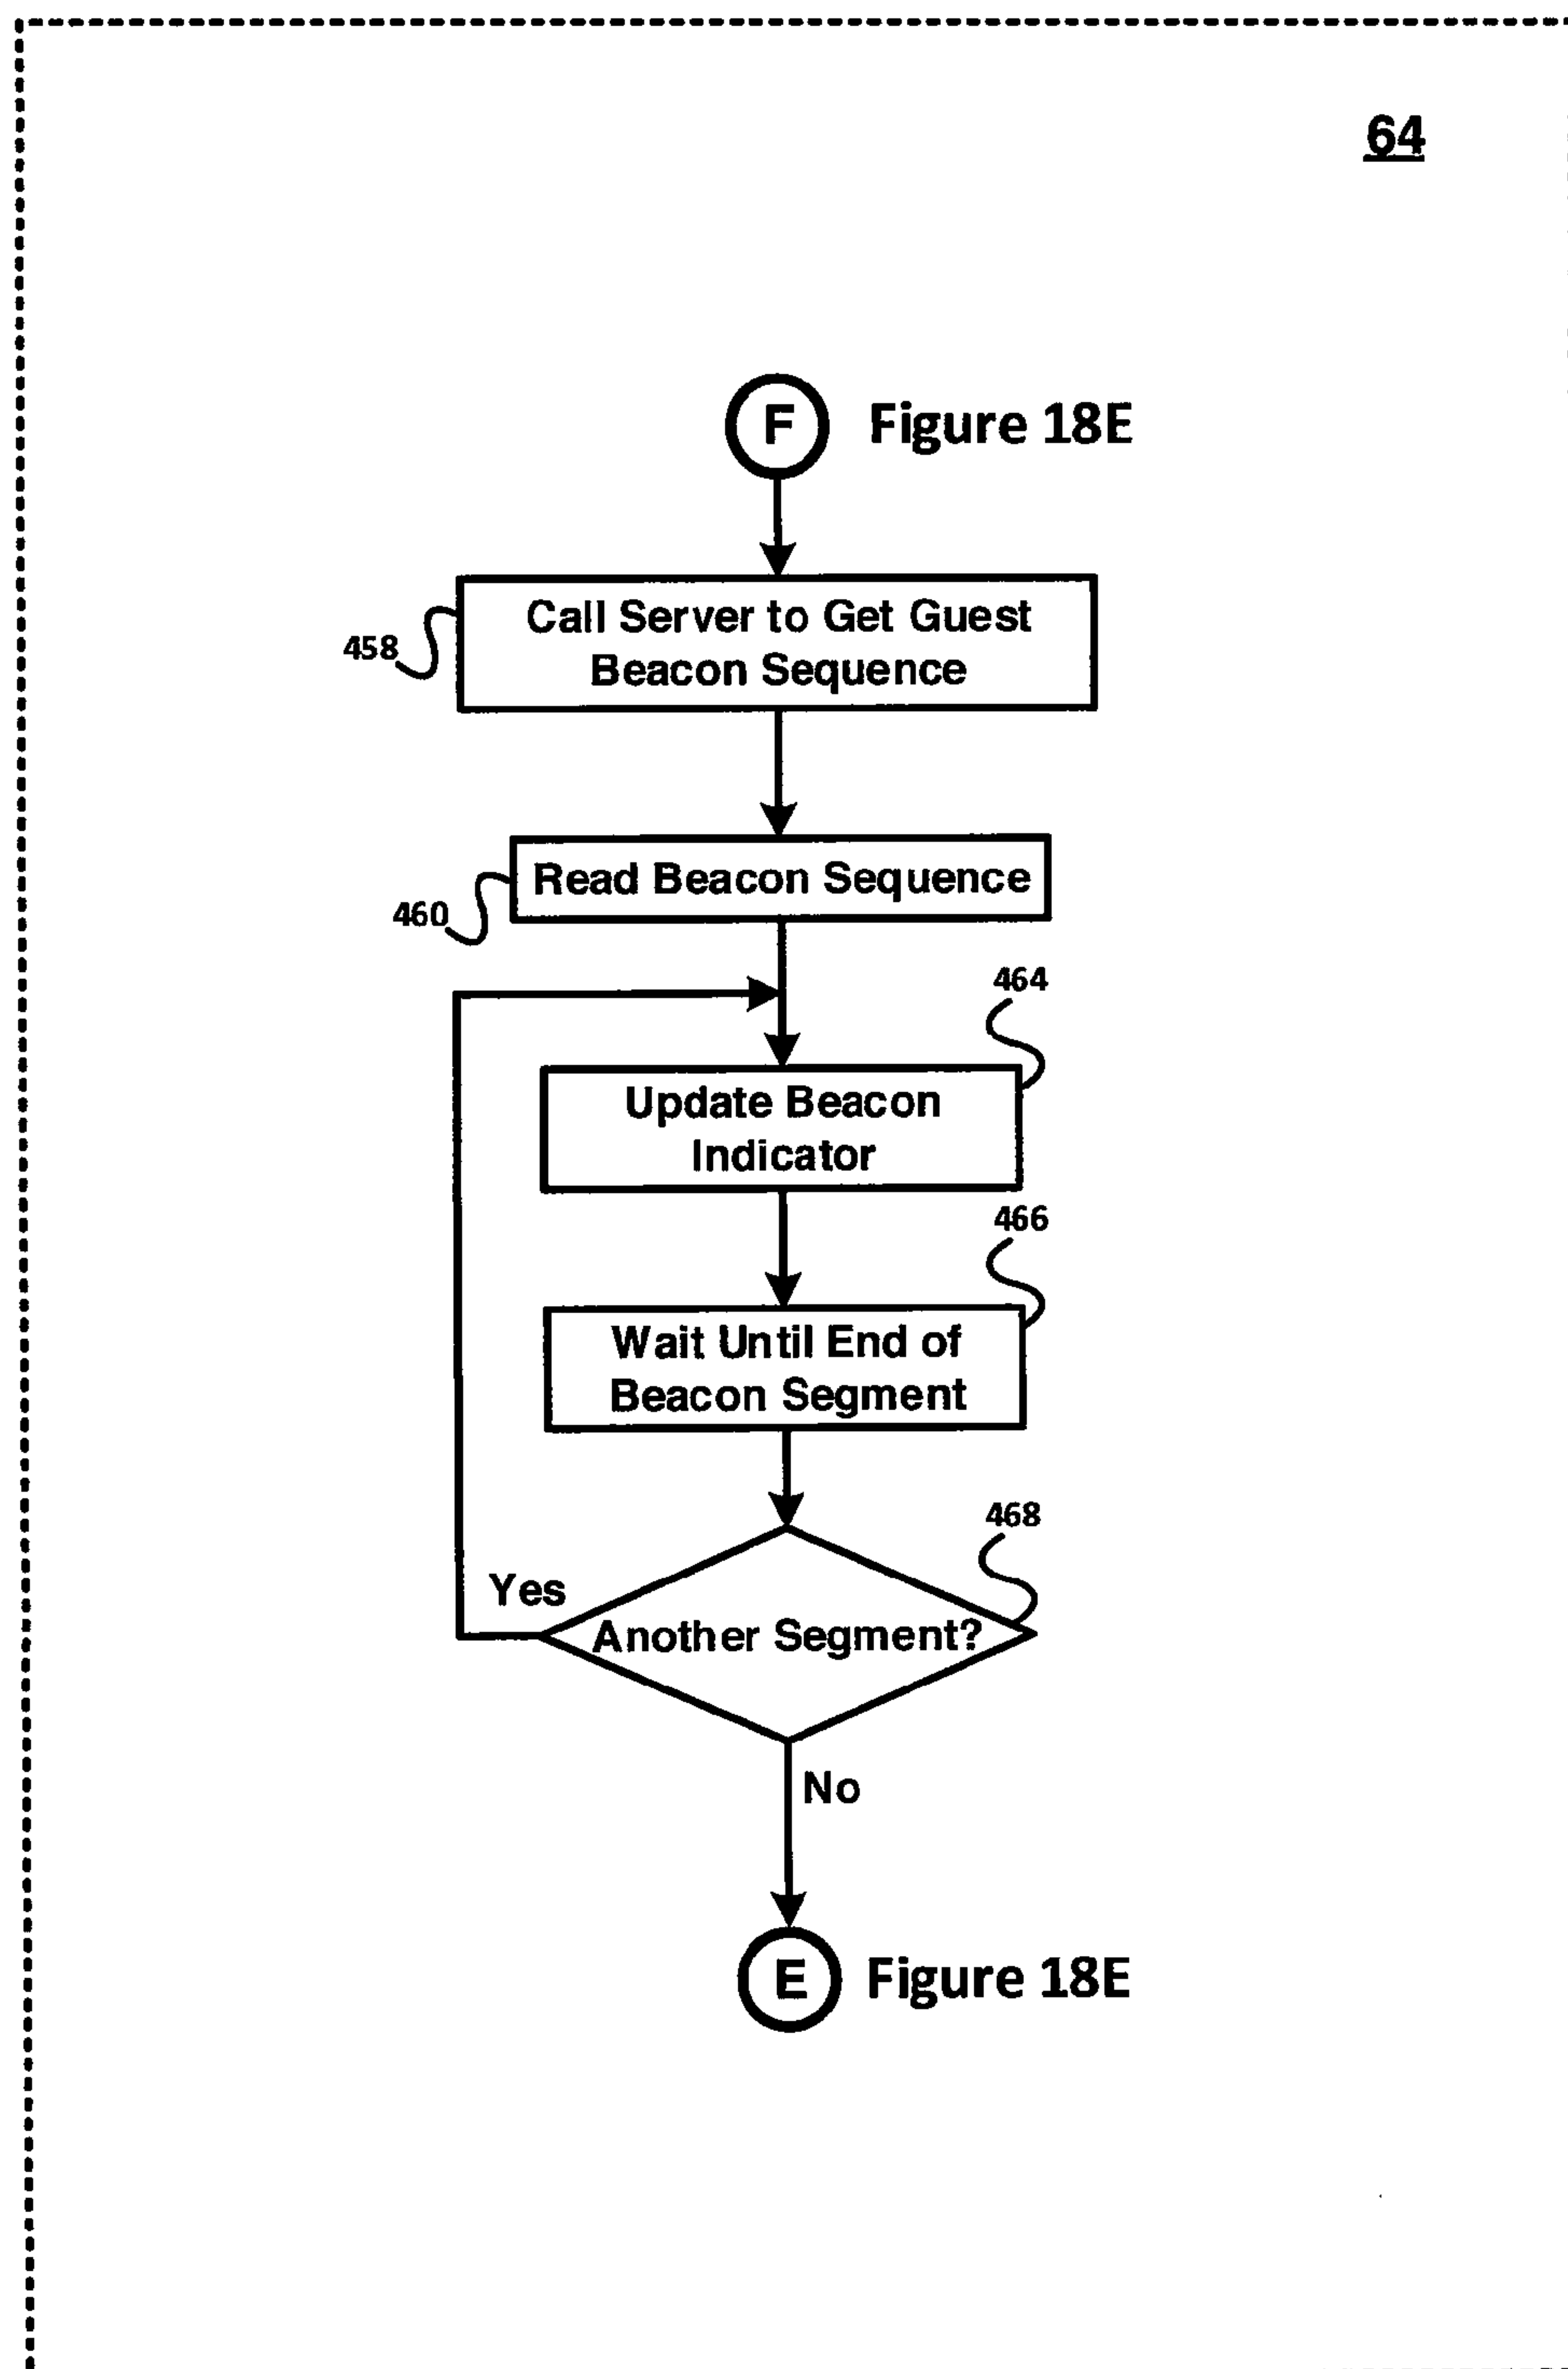 64
F Figure 18E
Call Server to Get Guest
Beacon Sequence
458
Read Beacon Sequence
460
464
Update Beacon
Indicator
466
Wait Until End of
Beacon Segment
468
Yes
Another Segment?
No
E Figure 18E